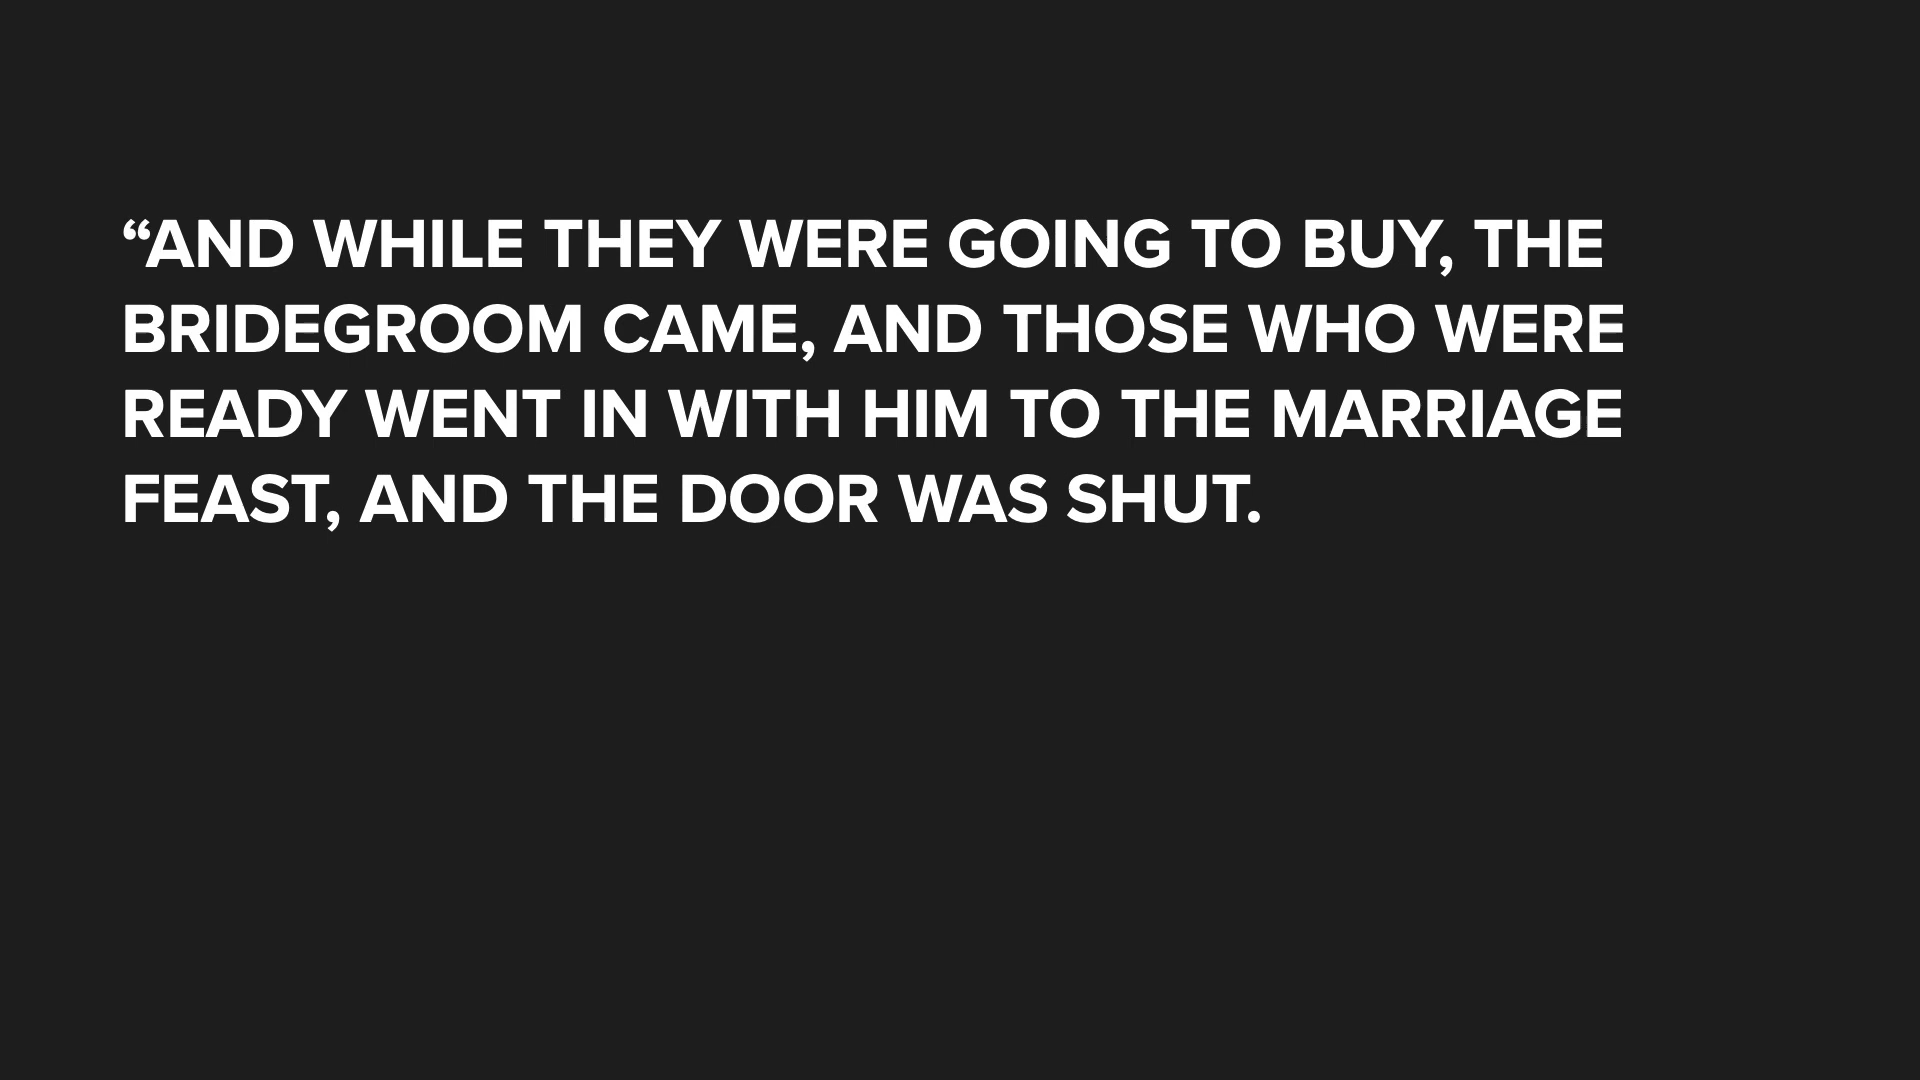 “AND WHILE THEY WERE GOING TO BUY, THE
BRIDEGROOM CAME, AND THOSE WHO WERE
READY WENT IN WITH HIM TO THE MARRIAGE
FEAST, AND THE DOOR WAS SHUT.